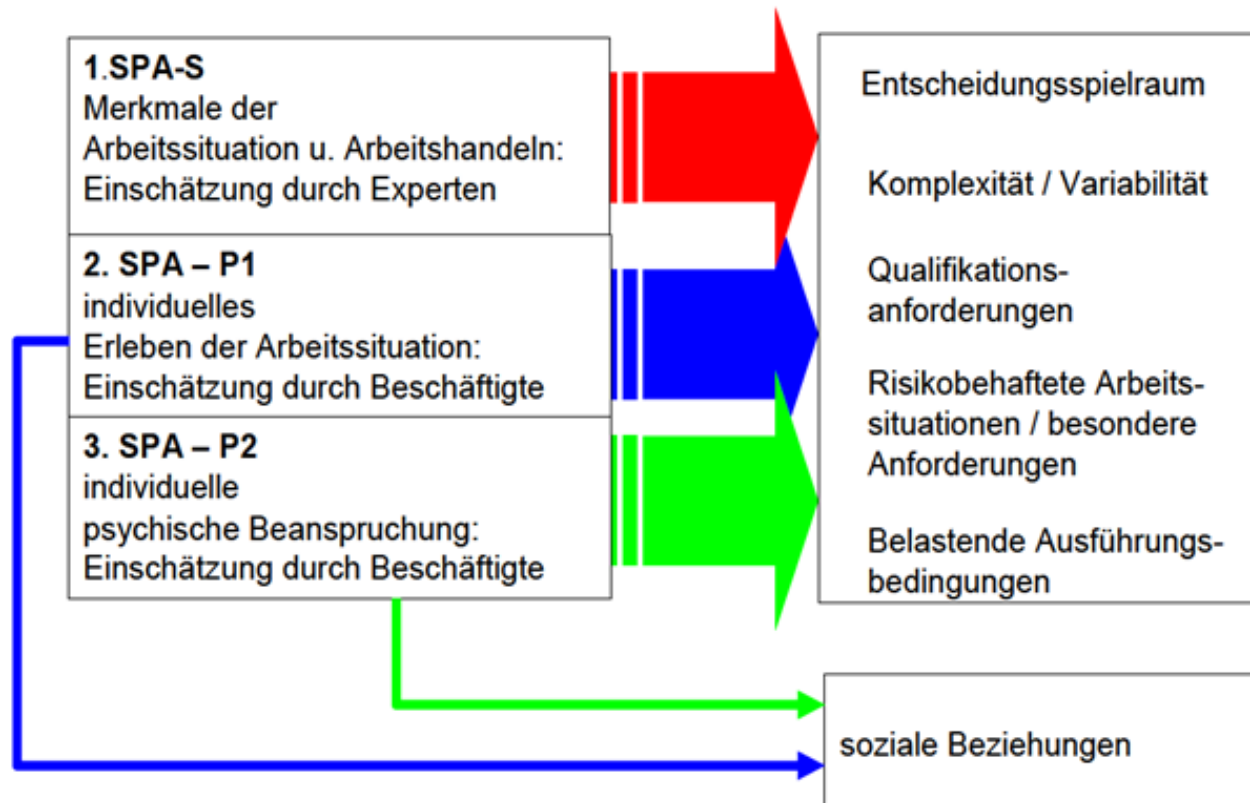 1.SPA-S
Merkmale der
Arbeitssituation u. Arbeitshandeln:
Einschätzung durch Experten
2. SPA – P1
individuelles
Erleben der Arbeitssituation:
Einschätzung durch Beschäftigte
3. SPA – P2
individuelle
psychische Beanspruchung:
Einschätzung durch Beschäftigte
Entscheidungsspielraum
Komplexität / Variabilität
Qualifikations-
anforderungen
Risikobehaftete Arbeits-
situationen / besondere
Anforderungen
Belastende Ausführungs-
bedingungen
soziale Beziehungen